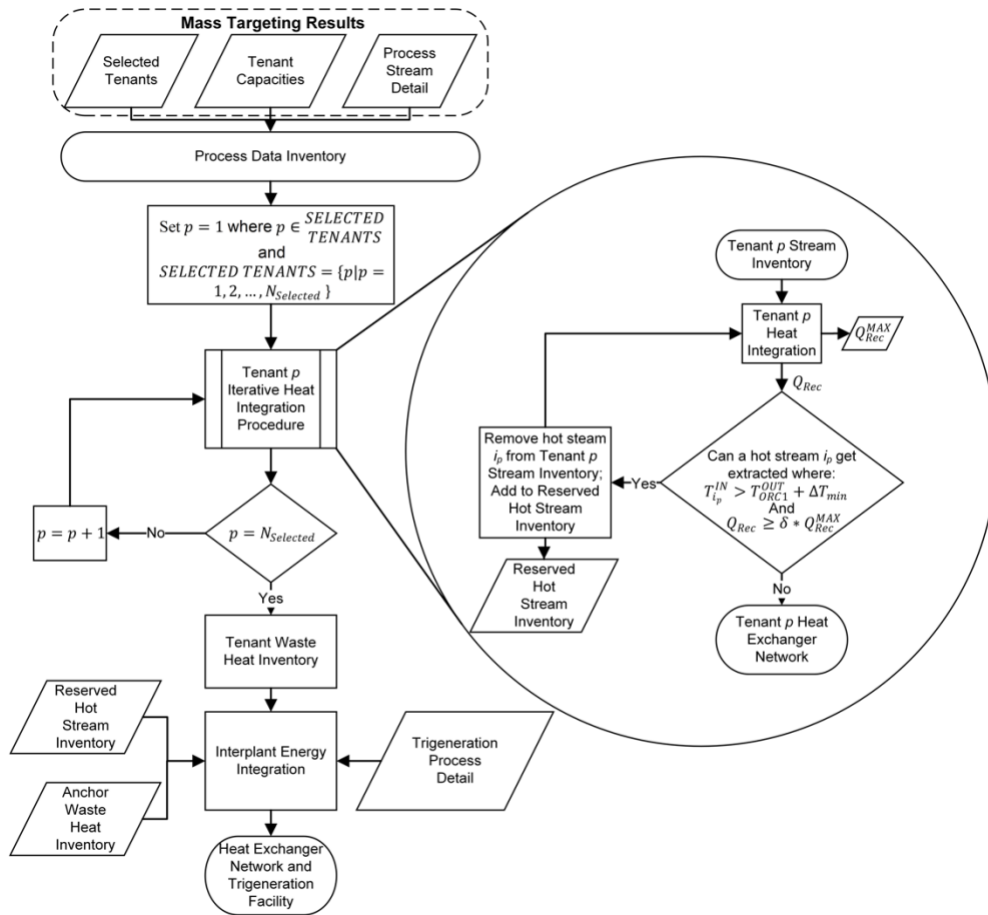 Mass Targeting Results
Selected
Tenants
Tenant
Capacities
Process
Stream
Detail
Process Data Inventory
Set p = 1 where p ∈ SELECTED
TENANTS
and
SELECTED TENANTS = {p|p =
1, 2, ..., N_Selected }
Tenant p
Iterative Heat
Integration
Procedure
p = p + 1
No
p = N_Selected
Yes
Tenant Waste
Heat Inventory
Reserved
Hot
Stream
Inventory
Anchor
Waste
Heat
Inventory
Interplant Energy
Integration
Trigeneration
Process
Detail
Heat Exchanger
Network and
Trigeneration
Facility
Tenant p Stream
Inventory
Tenant p
Heat
Integration
Q_Rec^MAX
Q_Rec
Remove hot steam
i_p from Tenant p
Stream Inventory;
Add to Reserved
Hot Stream
Inventory
Yes
Can a hot stream i_p get
extracted where:
T_{i_p}^{IN} > T_{ORC1}^{OUT} + ΔT_min
And
Q_Rec ≥ δ * Q_Rec^MAX
Reserved
Hot
Stream
Inventory
No
Tenant p Heat
Exchanger
Network